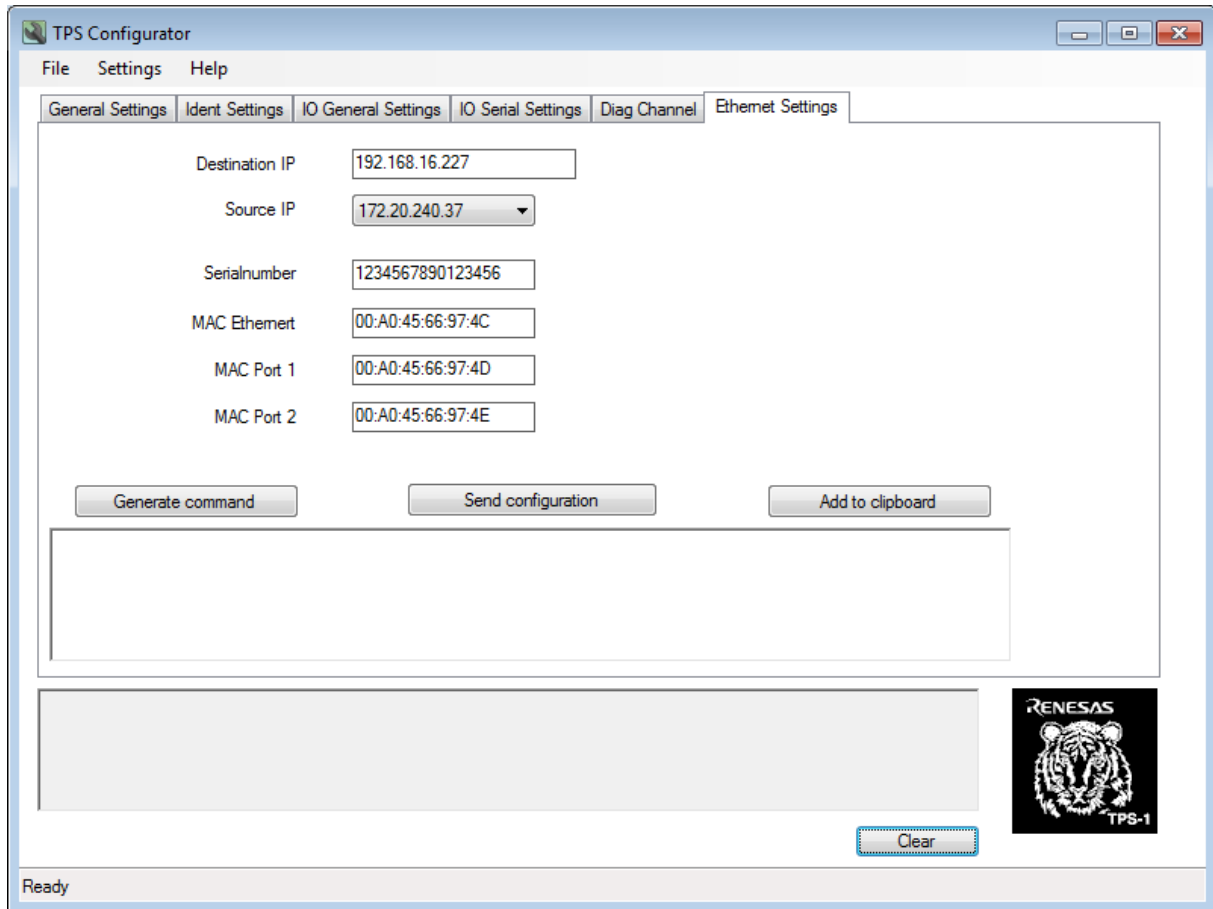 TPS Configurator
File Settings Help
General Settings Ident Settings IO General Settings IO Serial Settings Diag Channel Ethernet Settings
Destination IP 192.168.16.227
Source IP 172.20.240.37
Serialnumber 1234567890123456
MAC Ethernert 00:A0:45:66:97:4C
MAC Port 1 00:A0:45:66:97:4D
MAC Port 2 00:A0:45:66:97:4E
Generate command Send configuration Add to clipboard
RENESAS
TPS-1
Clear
Ready